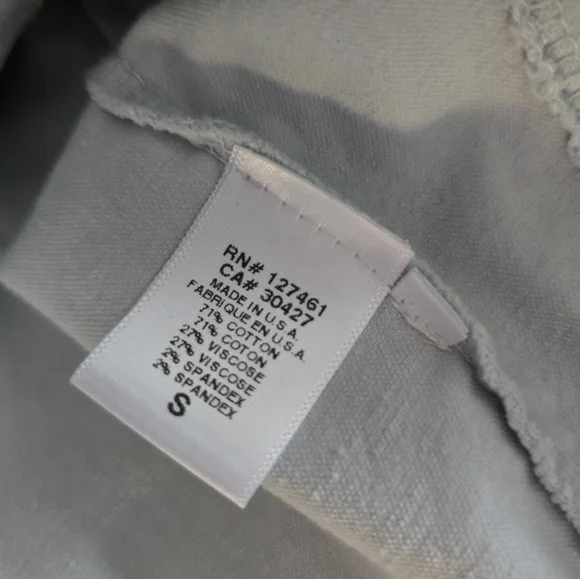 RN# 127461
CA# 30427
MADE IN U.S.A.
FABRIQUE EN U.S.A.
71% COTTON
71% COTON
27% VISCOSE
27% VISCOSE
2% SPANDEX
2% SPANDEX
S